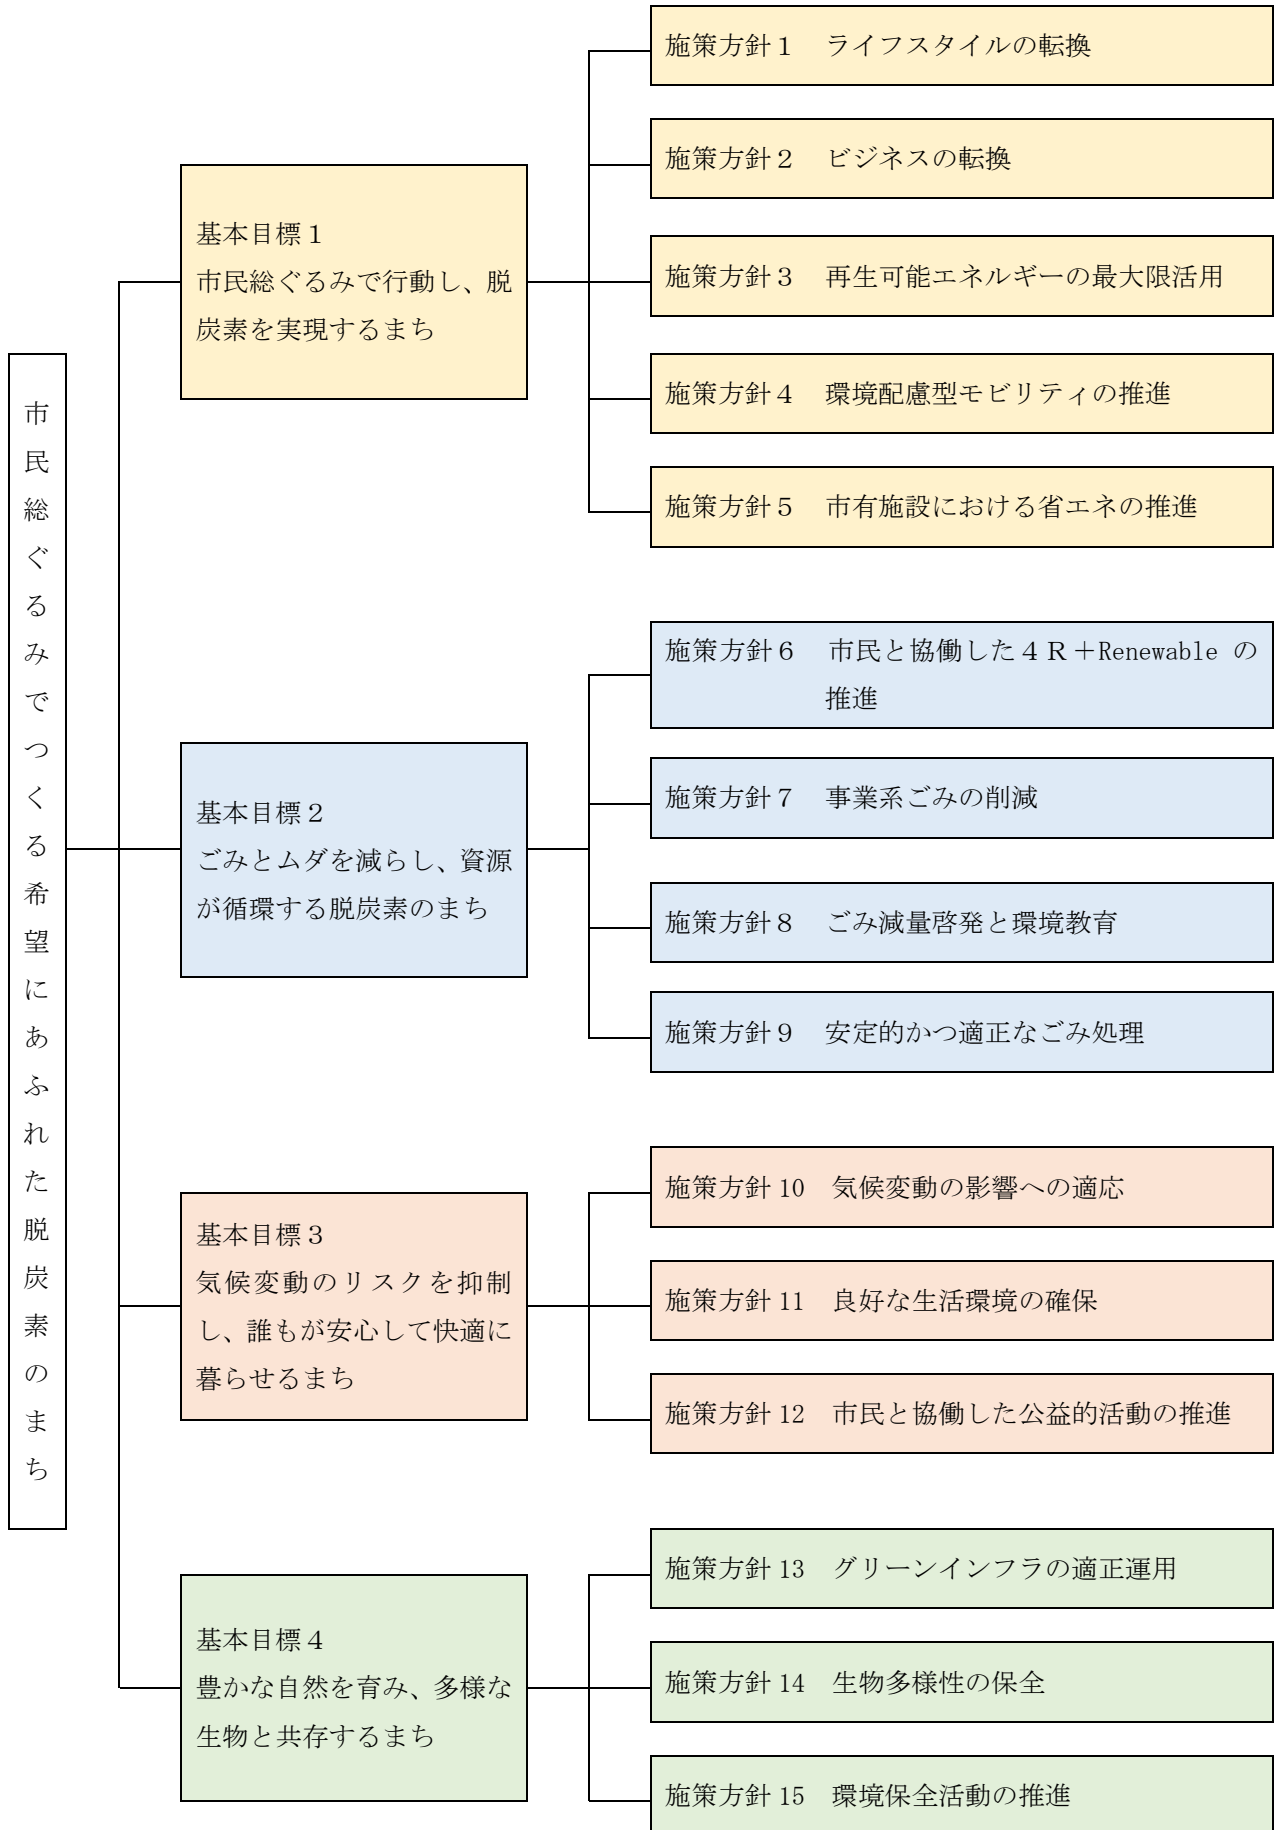 市民総ぐるみでつくる希望にあふれた脱炭素のまち
基本目標１
市民総ぐるみで行動し、脱
炭素を実現するまち
施策方針１　ライフスタイルの転換
施策方針２　ビジネスの転換
施策方針３　再生可能エネルギーの最大限活用
施策方針４　環境配慮型モビリティの推進
施策方針５　市有施設における省エネの推進
基本目標２
ごみとムダを減らし、資源
が循環する脱炭素のまち
施策方針６　市民と協働した４Ｒ＋Renewable の
推進
施策方針７　事業系ごみの削減
施策方針８　ごみ減量啓発と環境教育
施策方針９　安定的かつ適正なごみ処理
基本目標３
気候変動のリスクを抑制
し、誰もが安心して快適に
暮らせるまち
施策方針 10　気候変動の影響への適応
施策方針 11　良好な生活環境の確保
施策方針 12　市民と協働した公益的活動の推進
基本目標４
豊かな自然を育み、多様な
生物と共存するまち
施策方針 13　グリーンインフラの適正運用
施策方針 14　生物多様性の保全
施策方針 15　環境保全活動の推進